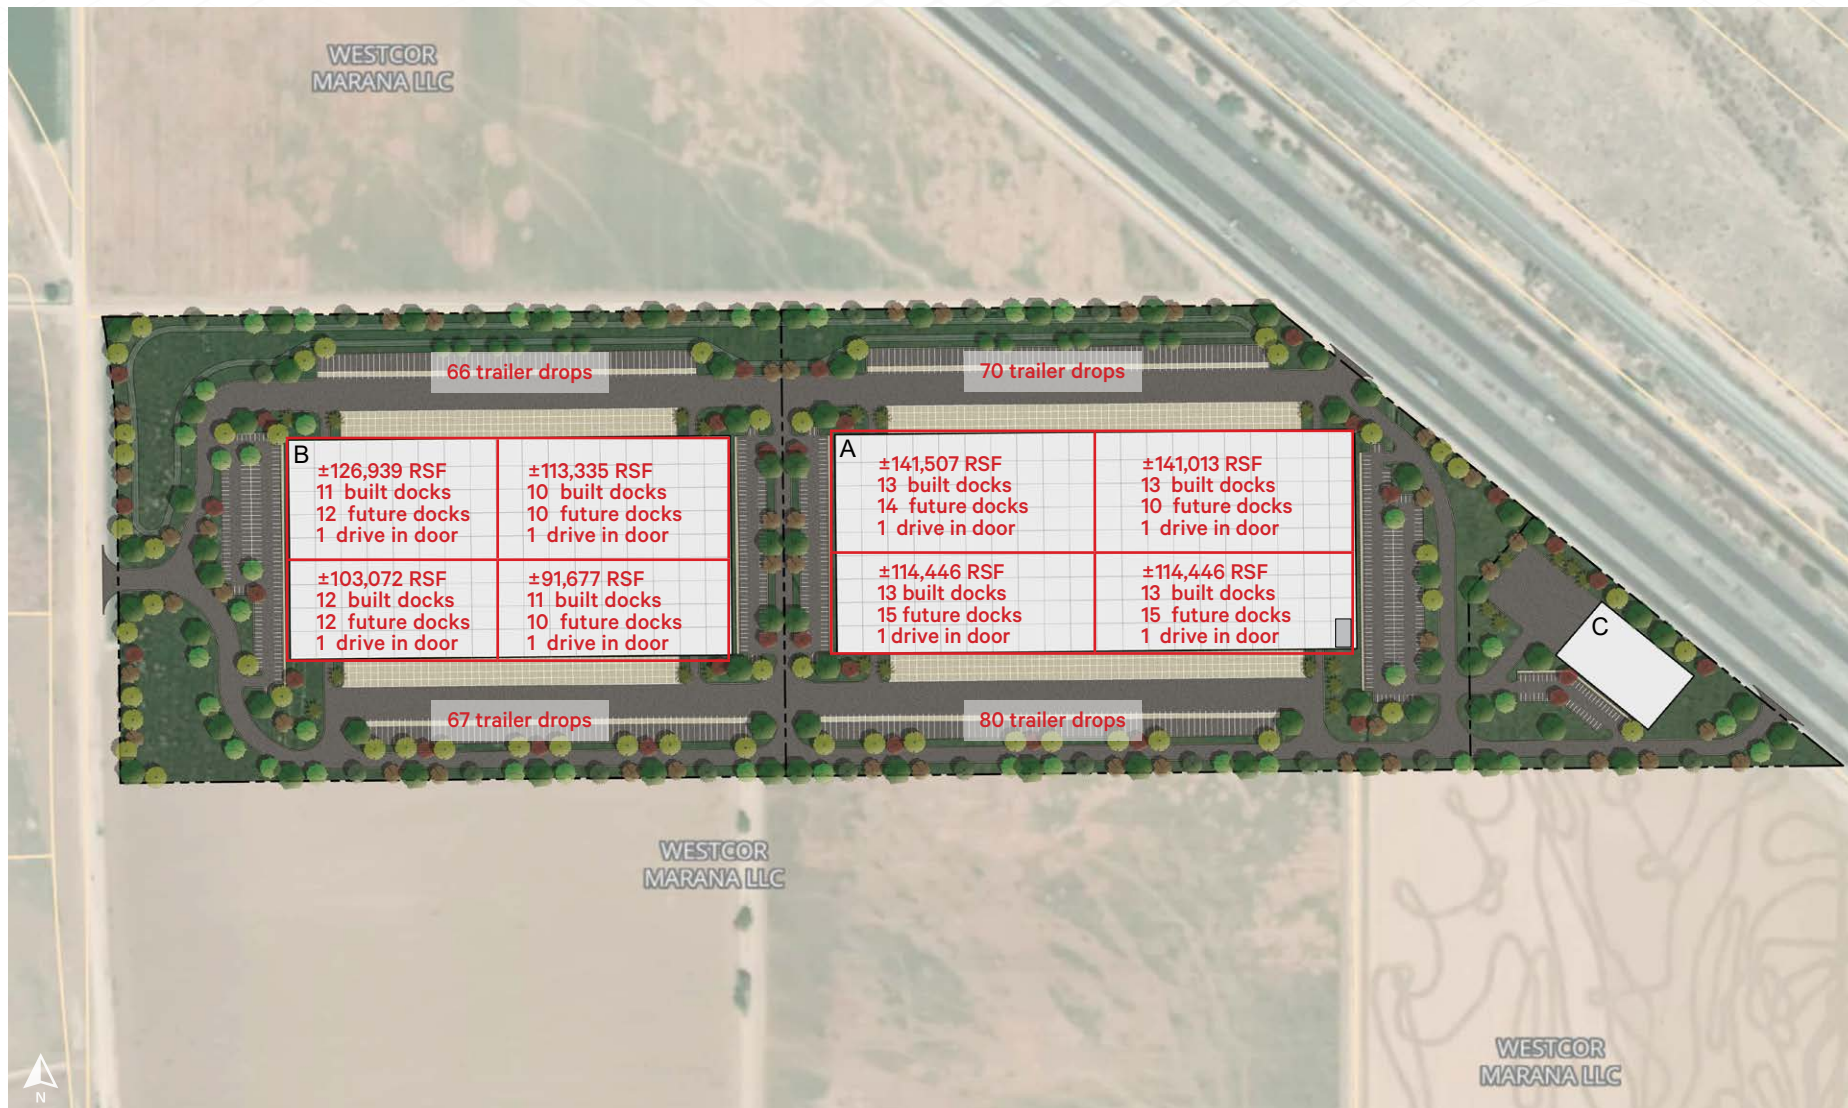 WESTCOR
MARANA LLC
66 trailer drops
70 trailer drops
B
±126,939 RSF
11 built docks
12 future docks
1 drive in door
±113,335 RSF
10 built docks
10 future docks
1 drive in door
±103,072 RSF
12 built docks
12 future docks
1 drive in door
±91,677 RSF
11 built docks
10 future docks
1 drive in door
A
±141,507 RSF
13 built docks
14 future docks
1 drive in door
±141,013 RSF
13 built docks
10 future docks
1 drive in door
±114,446 RSF
13 built docks
15 future docks
1 drive in door
±114,446 RSF
13 built docks
15 future docks
1 drive in door
C
67 trailer drops
80 trailer drops
WESTCOR
MARANA LLC
WESTCOR
MARANA LLC
N